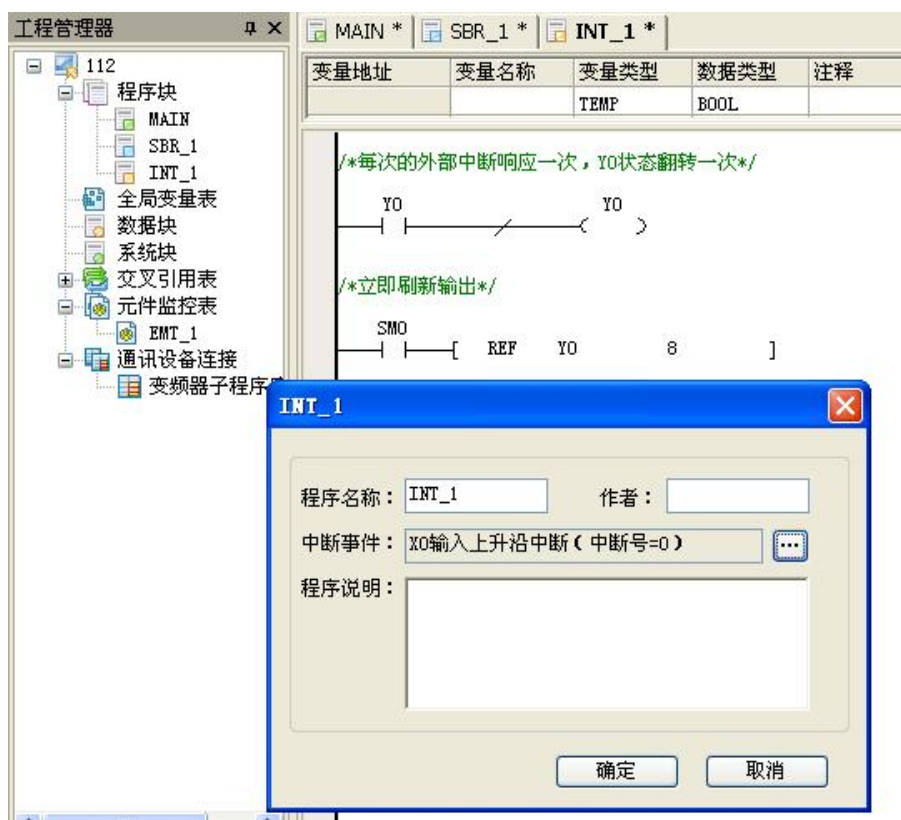 工程管理器
MAIN * SBR_1 * INT_1 *
112
程序块
MAIN
SBR_1
INT_1
全局变量表
数据块
系统块
交叉引用表
元件监控表
EMT_1
通讯设备连接
变频器子程序
变量地址 变量名称 变量类型 数据类型 注释
TEMP BOOL
/*每次的外部中断响应一次，Y0状态翻转一次*/
Y0 Y0
/*立即刷新输出*/
SM0
[ REF Y0 8 ]
INT_1
程序名称： INT_1 作者：
中断事件： X0输入上升沿中断（中断号=0） ...
程序说明：
确定 取消